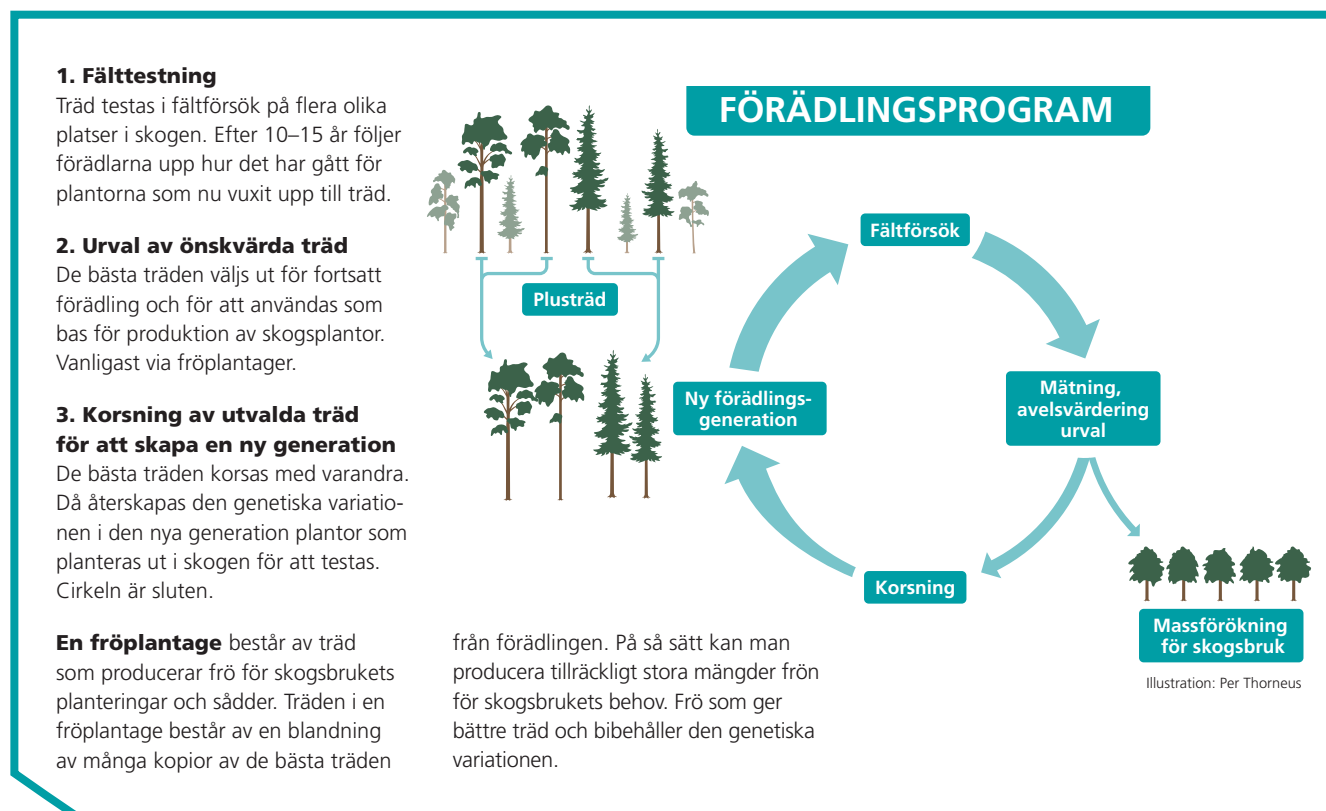 1. Fälttestning
Träd testas i fältförsök på flera olika
platser i skogen. Efter 10–15 år följer
förädlarna upp hur det har gått för
plantorna som nu vuxit upp till träd.
2. Urval av önskvärda träd
De bästa träden väljs ut för fortsatt
förädling och för att användas som
bas för produktion av skogsplantor.
Vanligast via fröplantager.
3. Korsning av utvalda träd
för att skapa en ny generation
De bästa träden korsas med varandra.
Då återskapas den genetiska variatio-
nen i den nya generation plantor som
planteras ut i skogen för att testas.
Cirkeln är sluten.
En fröplantage består av träd
som producerar frö för skogsbrukets
planteringar och sådder. Träden i en
fröplantage består av en blandning
av många kopior av de bästa träden
från förädlingen. På så sätt kan man
producera tillräckligt stora mängder frön
för skogsbrukets behov. Frö som ger
bättre träd och bibehåller den genetiska
variationen.
FÖRÄDLINGSPROGRAM
Plusträd
Fältförsök
Mätning,
avelsvärdering
urval
Korsning
Ny förädlings-
generation
Massförökning
för skogsbruk
Illustration: Per Thorneus